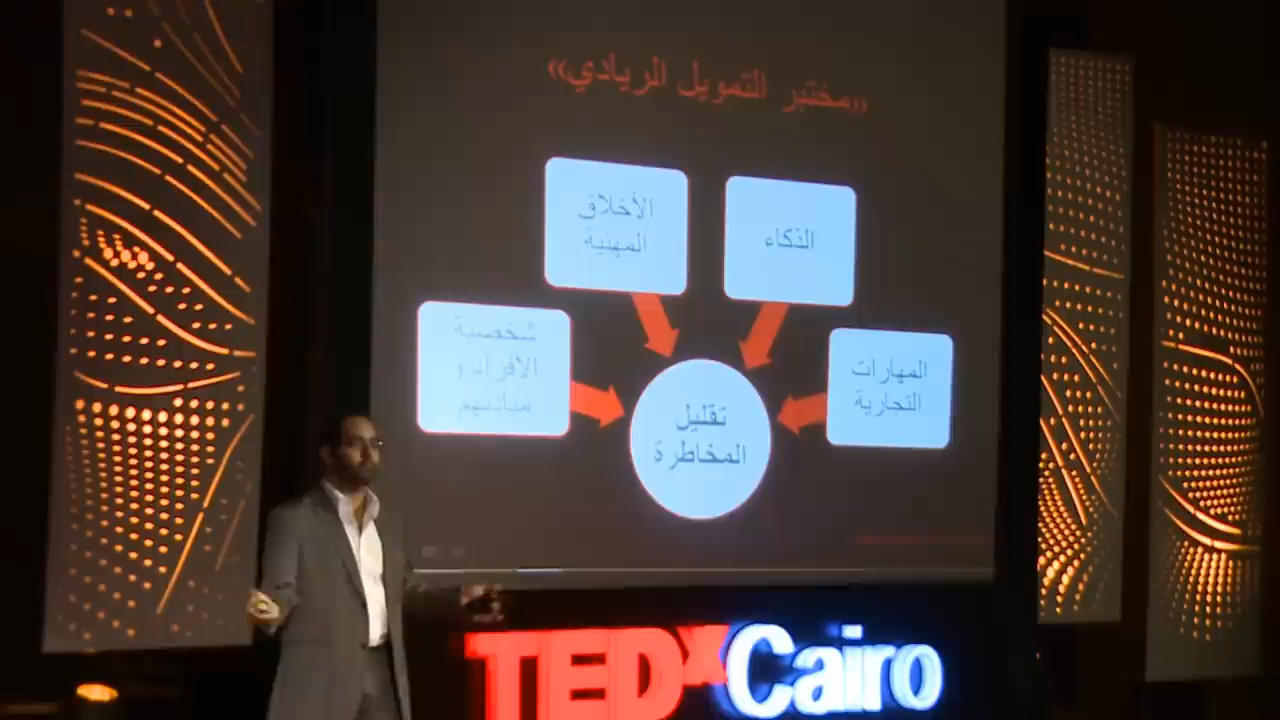 «مختبر التمويل الريادي»
الذكاء
الأخلاق
المهنية
المهارات
التجارية
شخصية
الأفراد و
مبادئهم
تقليل
المخاطرة
TEDxCairo